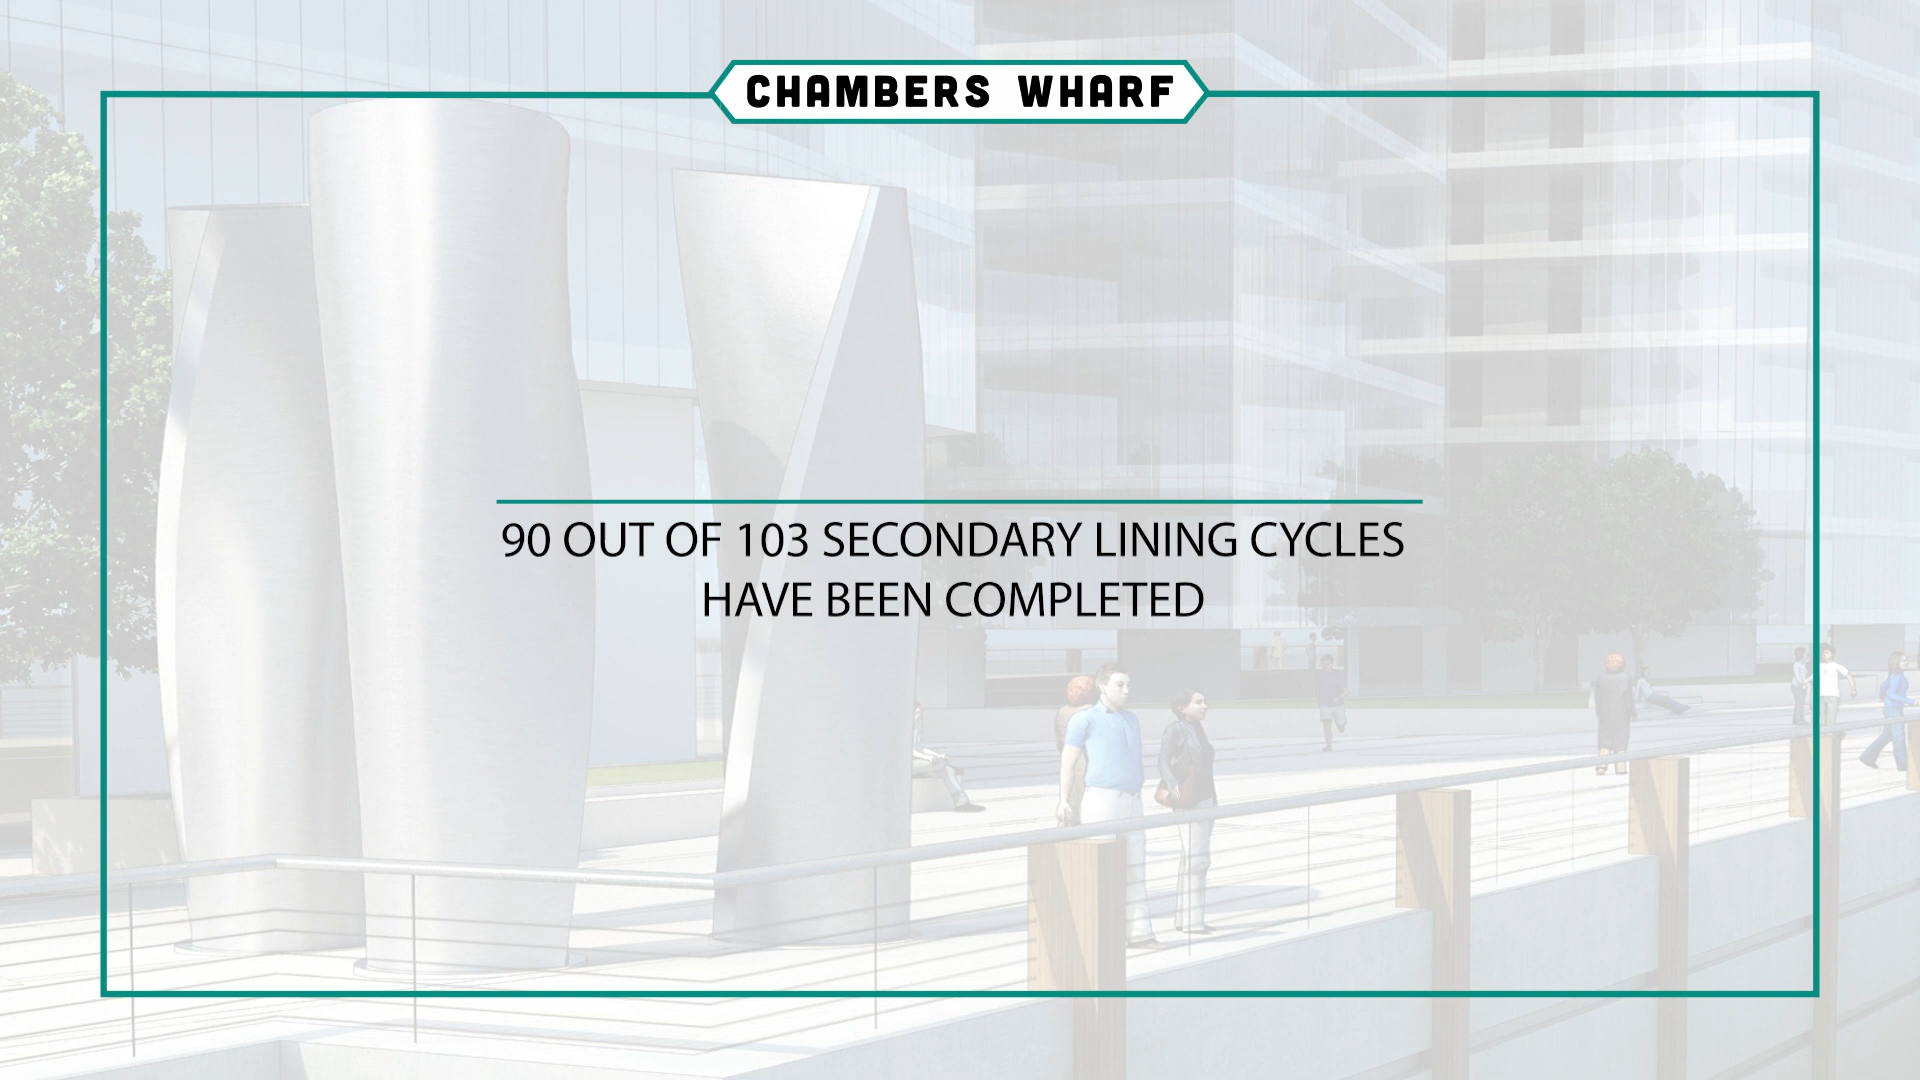 CHAMBERS WHARF
90 OUT OF 103 SECONDARY LINING CYCLES
HAVE BEEN COMPLETED